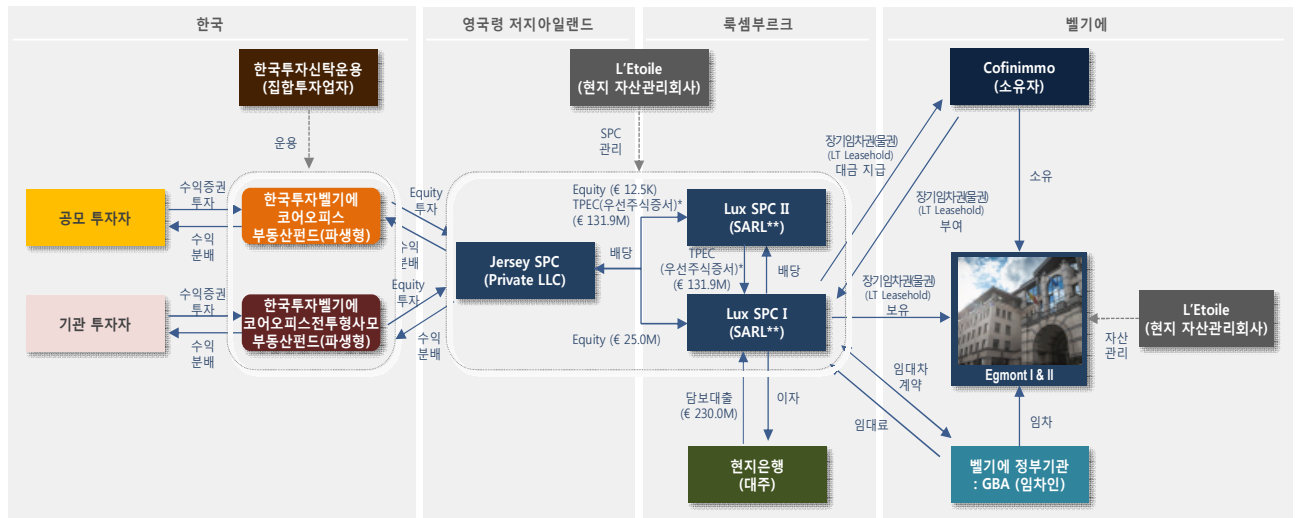 한국
영국령 저지아일랜드
룩셈부르크
벨기에
한국투자신탁운용
(집합투자업자)
L'Etoile
(현지 자산관리회사)
Cofinimmo
(소유자)
운용
SPC
관리
장기임차권(물권)
(LT Leasehold)
대금 지급
소유
공모 투자자
수익증권
투자
수익
분배
한국투자벨기에
코어오피스
부동산펀드(파생형)
Equity
투자
수익
분배
Equity (€ 12.5K)
TPEC(우선주식증서)*
(€ 131.9M)
Lux SPC II
(SARL**)
장기임차권(물권)
(LT Leasehold)
부여
Jersey SPC
(Private LLC)
배당
TPEC
(우선주식증서)*
(€ 131.9M)
배당
기관 투자자
수익증권
투자
수익
분배
한국투자벨기에
코어오피스전투형사모
부동산펀드(파생형)
Equity
투자
수익
분배
Equity (€ 25.0M)
Lux SPC I
(SARL**)
장기임차권(물권)
(LT Leasehold)
보유
Egmont I & II
L'Etoile
(현지 자산관리회사)
자산
관리
담보대출
(€ 230.0M)
이자
임대차
계약
임대료
임차
현지은행
(대주)
벨기에 정부기관
: GBA (임차인)